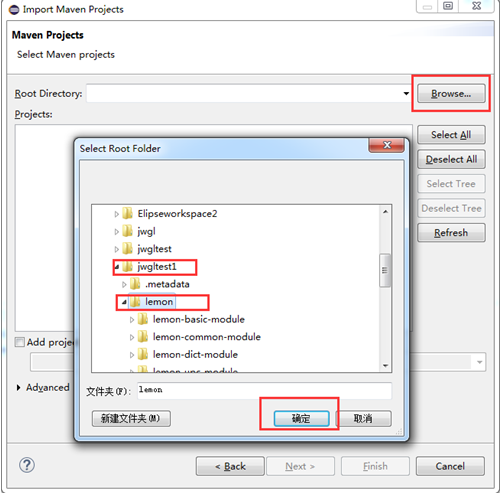 Import Maven Projects
Maven Projects
Select Maven projects
Root Directory:
Browse...
Projects:
Select All
Deselect All
Select Tree
Deselect Tree
Refresh
Select Root Folder
Elipseworkspace2
jwgl
jwgltest
jwgltest1
.metadata
lemon
lemon-basic-module
lemon-common-module
lemon-dict-module
文件夹(F): lemon
新建文件夹(M)
确定
取消
Add projec
Advanced
< Back
Next >
Finish
Cancel